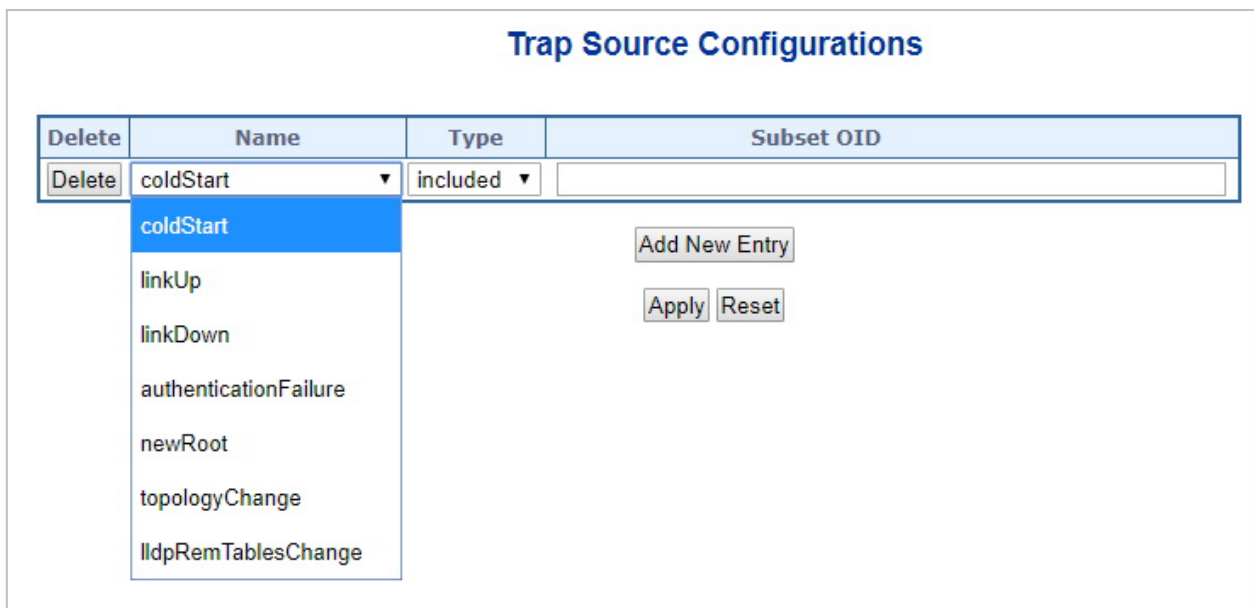 Trap Source Configurations
Delete Name Type Subset OID
Delete coldStart included
coldStart
linkUp
linkDown
authenticationFailure
newRoot
topologyChange
lldpRemTablesChange
Add New Entry
Apply Reset